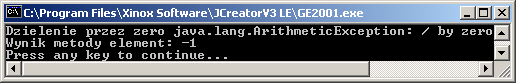 C:\Program Files\Xinox Software\JCreatorV3 LE\GE2001.exe
Dzielenie przez zero java.lang.ArithmeticException: / by zero
Wynik metody element: -1
Press any key to continue...